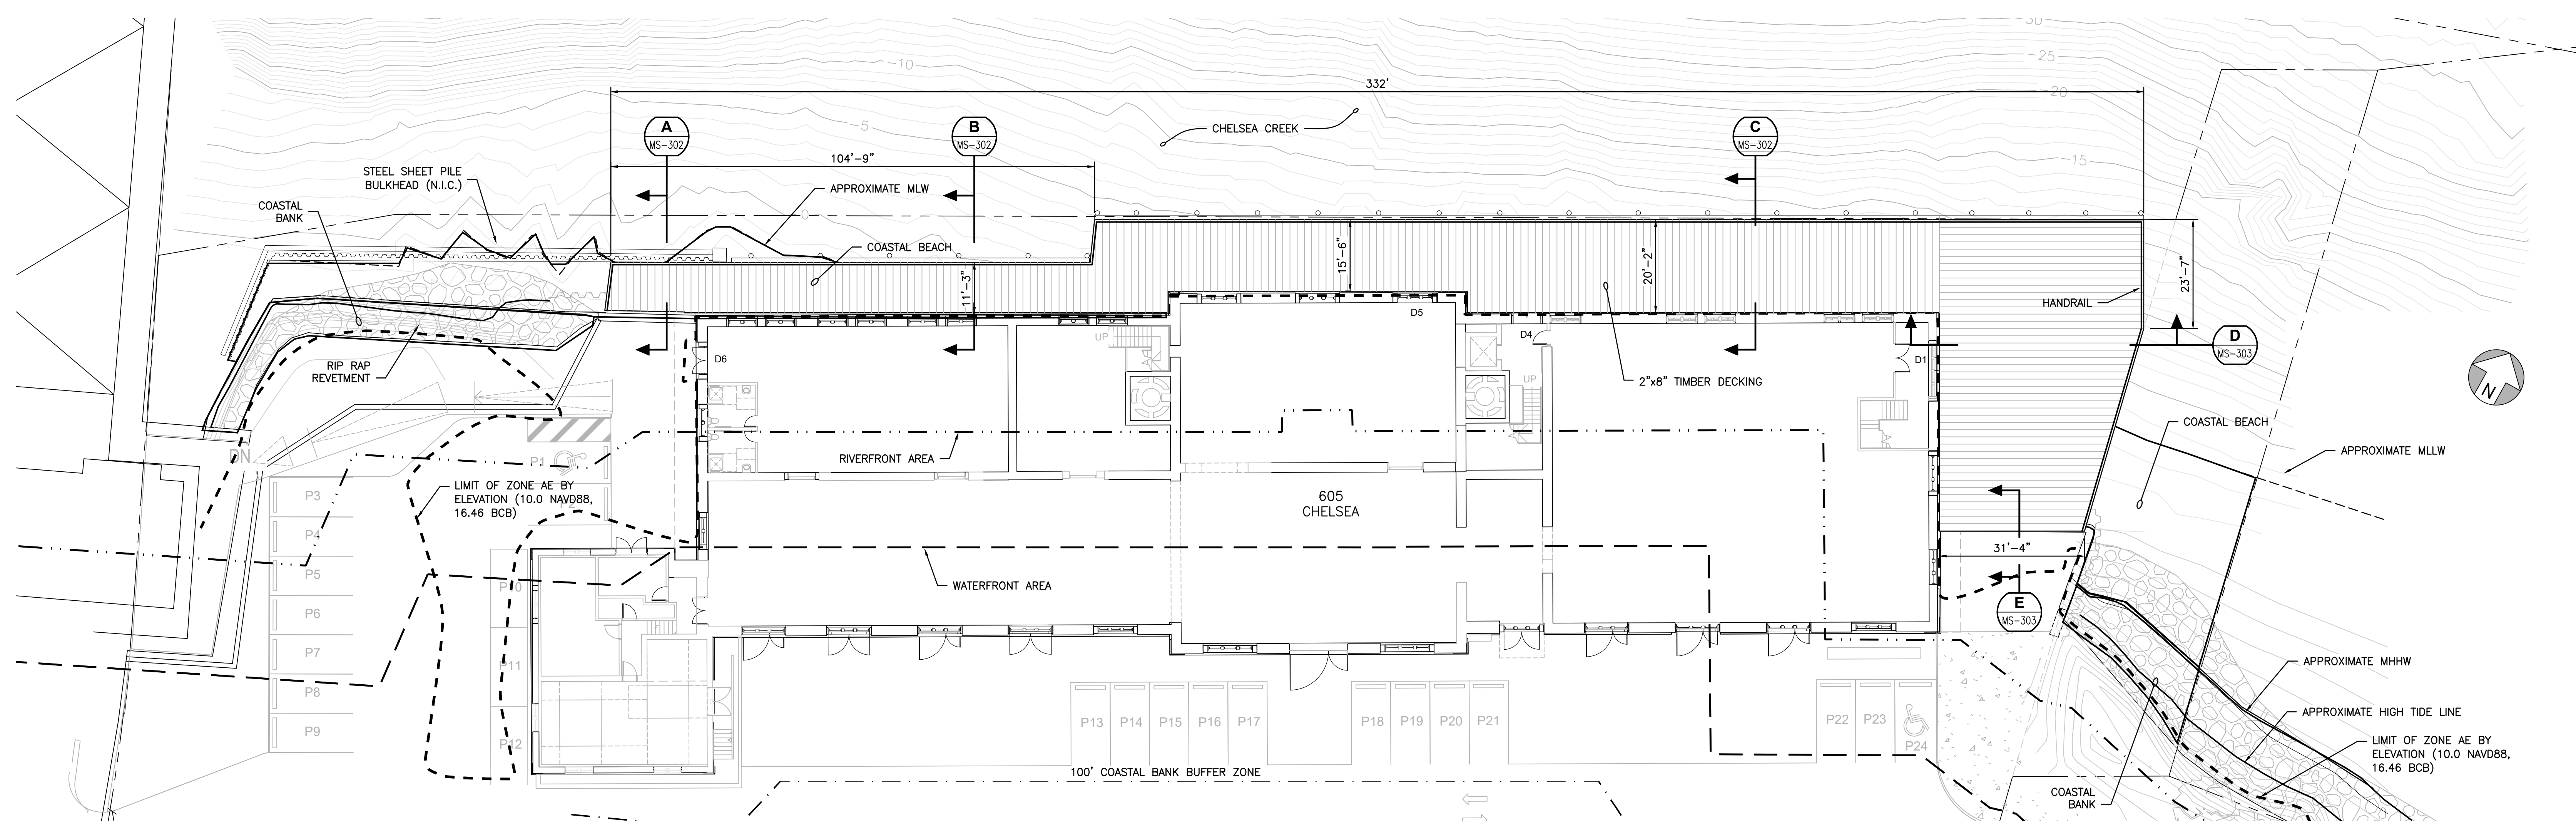 -30
-10
-25
332'
-20
A
MS-302
B
MS-302
-5
CHELSEA CREEK
C
MS-302
-15
104'-9"
STEEL SHEET PILE
BULKHEAD (N.I.C.)
APPROXIMATE MLW
COASTAL
BANK
0
COASTAL BEACH
15'-6"
20'-2"
23'-7"
11'-3"
HANDRAIL
D5
D4
D6
UP
D1
D
MS-303
RIP RAP
REVETMENT
UP
2"x8" TIMBER DECKING
N
COASTAL BEACH
APPROXIMATE MLLW
DN
P1
RIVERFRONT AREA
LIMIT OF ZONE AE BY
ELEVATION (10.0 NAVD88,
16.46 BCB)
P2
P3
P4
605
CHELSEA
31'-4"
P5
P10
WATERFRONT AREA
P6
E
MS-303
P7
P11
APPROXIMATE MHHW
P8
P9
P12
P13
P14
P15
P16
P17
P18
P19
P20
P21
P22
P23
P24
APPROXIMATE HIGH TIDE LINE
LIMIT OF ZONE AE BY
ELEVATION (10.0 NAVD88,
16.46 BCB)
100' COASTAL BANK BUFFER ZONE
COASTAL
BANK